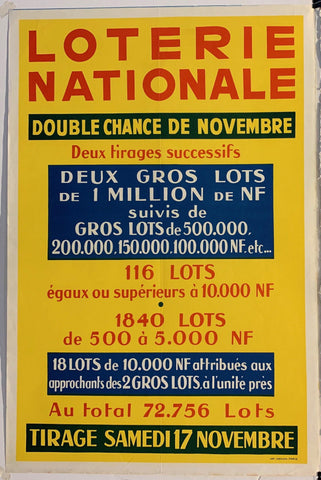 LOTERIE
NATIONALE
DOUBLE CHANCE DE NOVEMBRE
Deux tirages successifs
DEUX GROS LOTS
DE 1 MILLION DE NF
suivis de
GROS LOTS de 500.000,
200.000, 150.000, 100.000 NF, etc...
116 LOTS
égaux ou supérieurs à 10.000 NF
1840 LOTS
de 500 à 5.000 NF
18 LOTS de 10.000 NF attribués aux
approchants des 2 GROS LOTS, à l'unité près
Au total 72.756 Lots
TIRAGE SAMEDI 17 NOVEMBRE